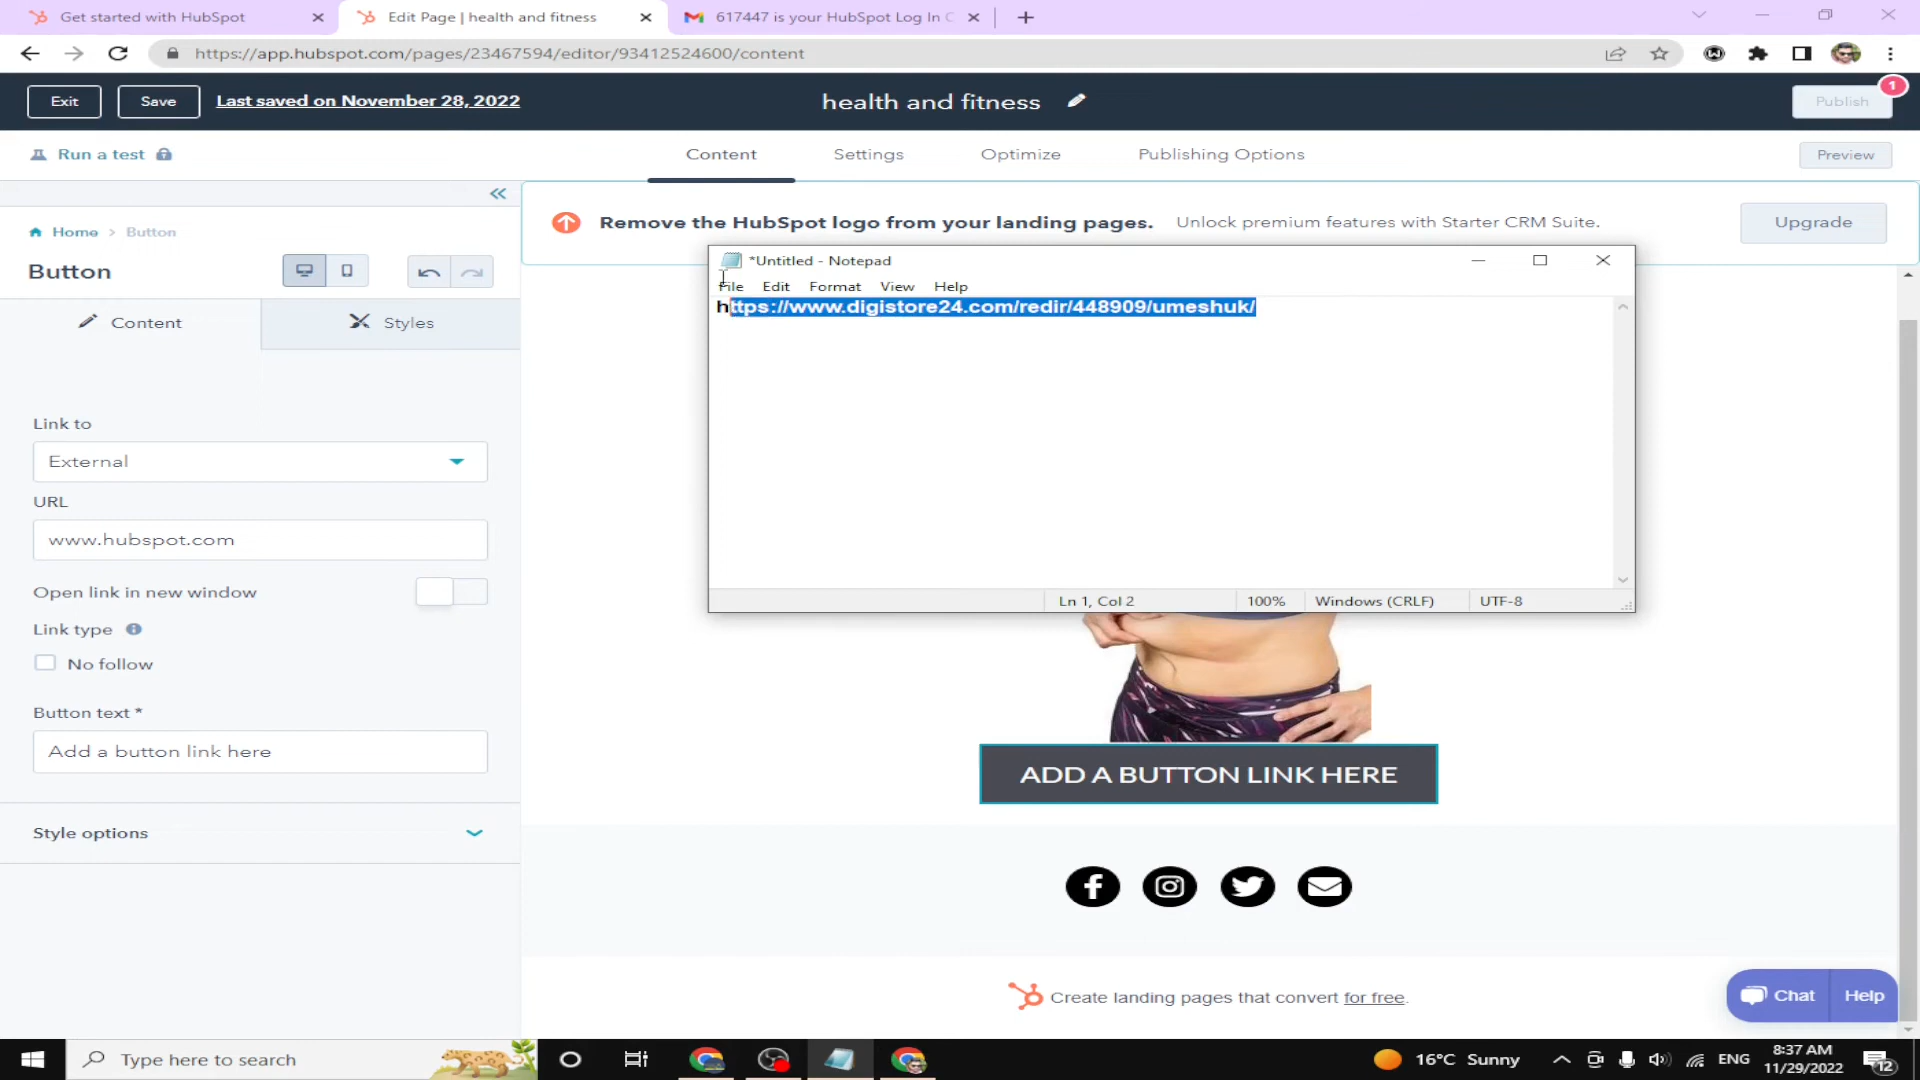 Get started with HubSpot
Edit Page | health and fitness
617447 is your HubSpot Log In C
https://app.hubspot.com/pages/23467594/editor/93412524600/content
Exit
Save
Last saved on November 28, 2022
health and fitness
Publish
1
Run a test
Content
Settings
Optimize
Publishing Options
Preview
Remove the HubSpot logo from your landing pages. Unlock premium features with Starter CRM Suite.
Upgrade
Home > Button
Button
Content
Styles
Link to
External
URL
www.hubspot.com
Open link in new window
Link type
No follow
Button text *
Add a button link here
Style options
*Untitled - Notepad
File Edit Format View Help
https://www.digistore24.com/redir/448909/umeshuk/
Ln 1, Col 2
100%
Windows (CRLF)
UTF-8
ADD A BUTTON LINK HERE
Create landing pages that convert for free.
Chat
Help
Type here to search
16°C Sunny
ENG
8:37 AM
11/29/2022
12